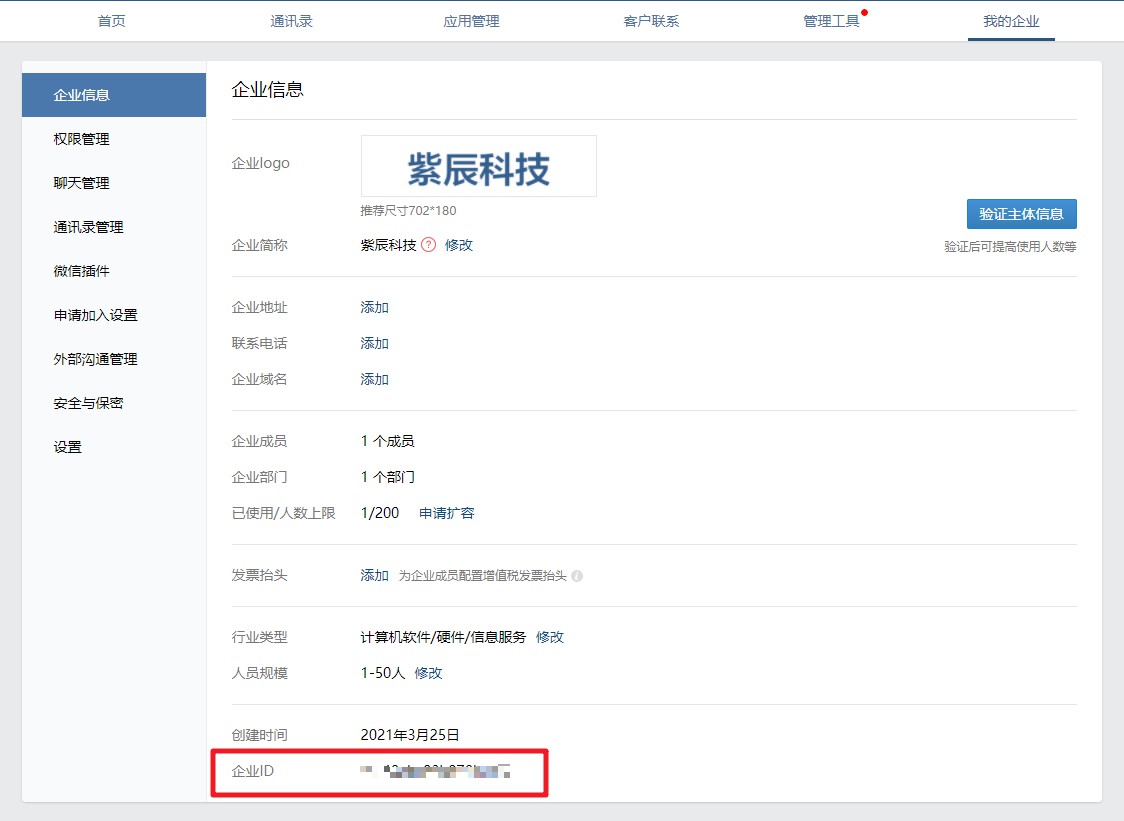 首页 通讯录 应用管理 客户联系 管理工具 我的企业
企业信息
权限管理
聊天管理
通讯录管理
微信插件
申请加入设置
外部沟通管理
安全与保密
设置
企业信息
企业logo 紫辰科技
推荐尺寸702*180
验证主体信息
企业简称 紫辰科技 ? 修改
验证后可提高使用人数等
企业地址 添加
联系电话 添加
企业域名 添加
企业成员 1 个成员
企业部门 1 个部门
已使用/人数上限 1/200 申请扩容
发票抬头 添加 为企业成员配置增值税发票抬头 i
行业类型 计算机软件/硬件/信息服务 修改
人员规模 1-50人 修改
创建时间 2021年3月25日
企业ID